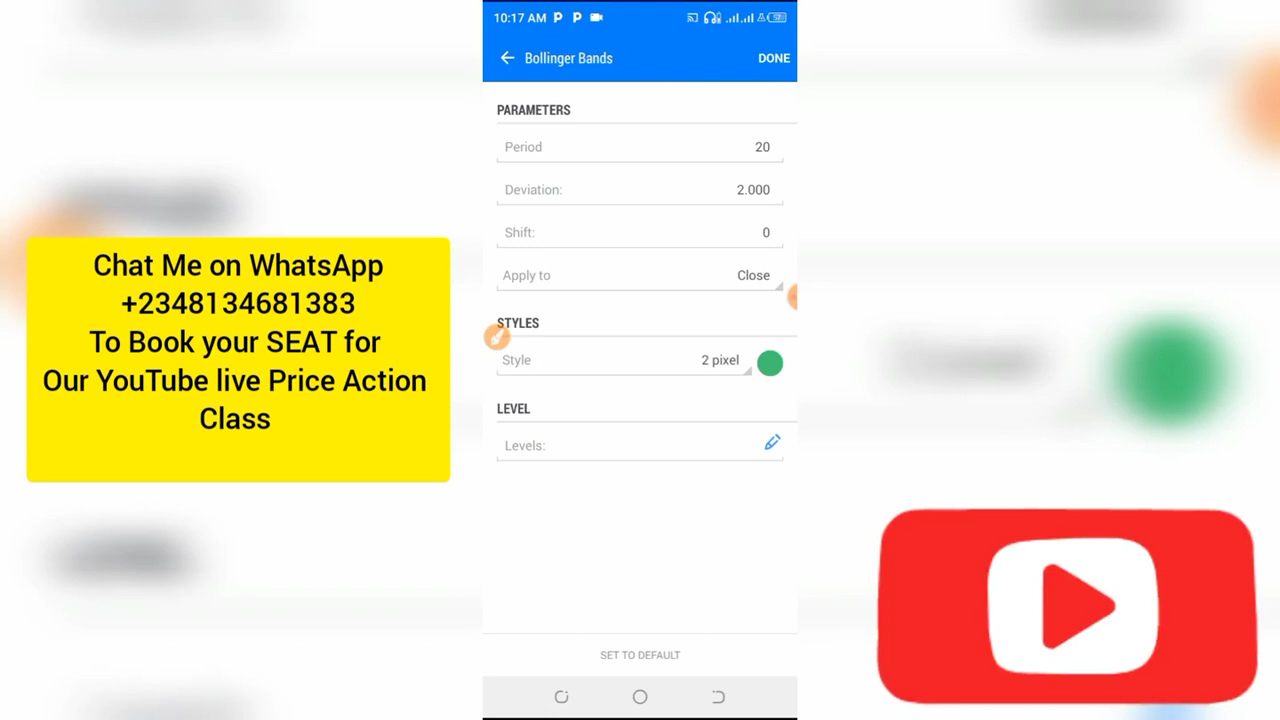 10:17 AM
Bollinger Bands
DONE
PARAMETERS
Period 20
Deviation: 2.000
Shift: 0
Apply to Close
STYLES
Style 2 pixel
LEVEL
Levels:
SET TO DEFAULT
Chat Me on WhatsApp
+2348134681383
To Book your SEAT for
Our YouTube live Price Action
Class